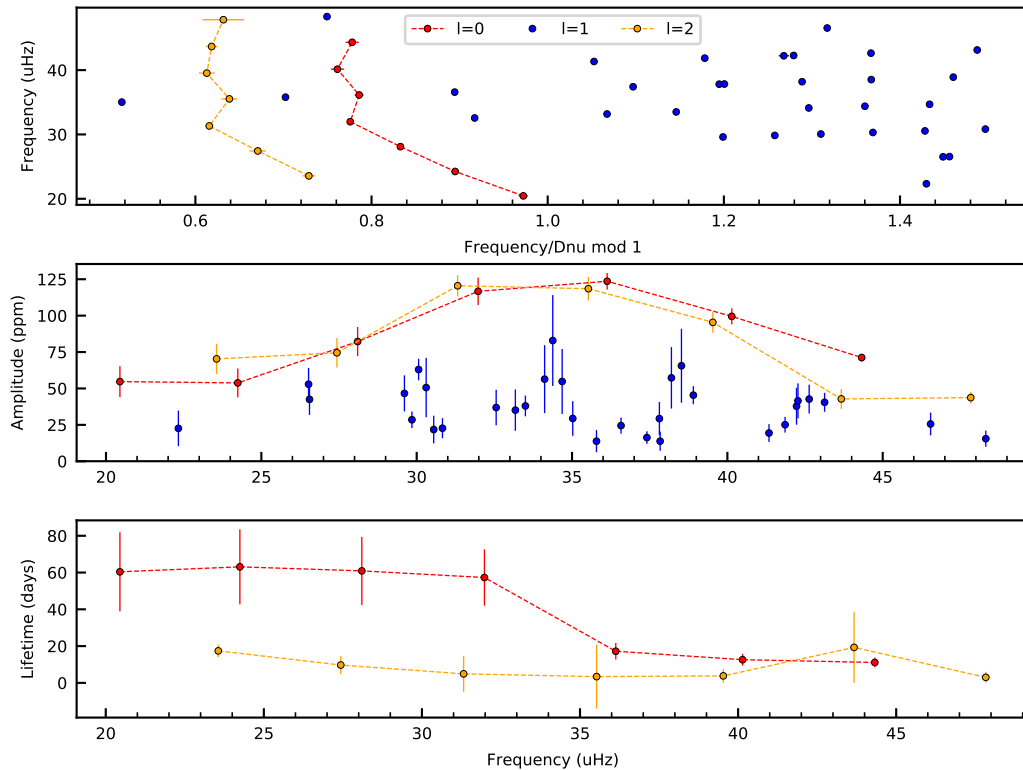 l=0 l=1 l=2
Frequency (uHz)
40
30
20
0.6 0.8 1.0 1.2 1.4
Frequency/Dnu mod 1
Amplitude (ppm)
125
100
75
50
25
0
20 25 30 35 40 45
Lifetime (days)
80
60
40
20
0
20 25 30 35 40 45
Frequency (uHz)